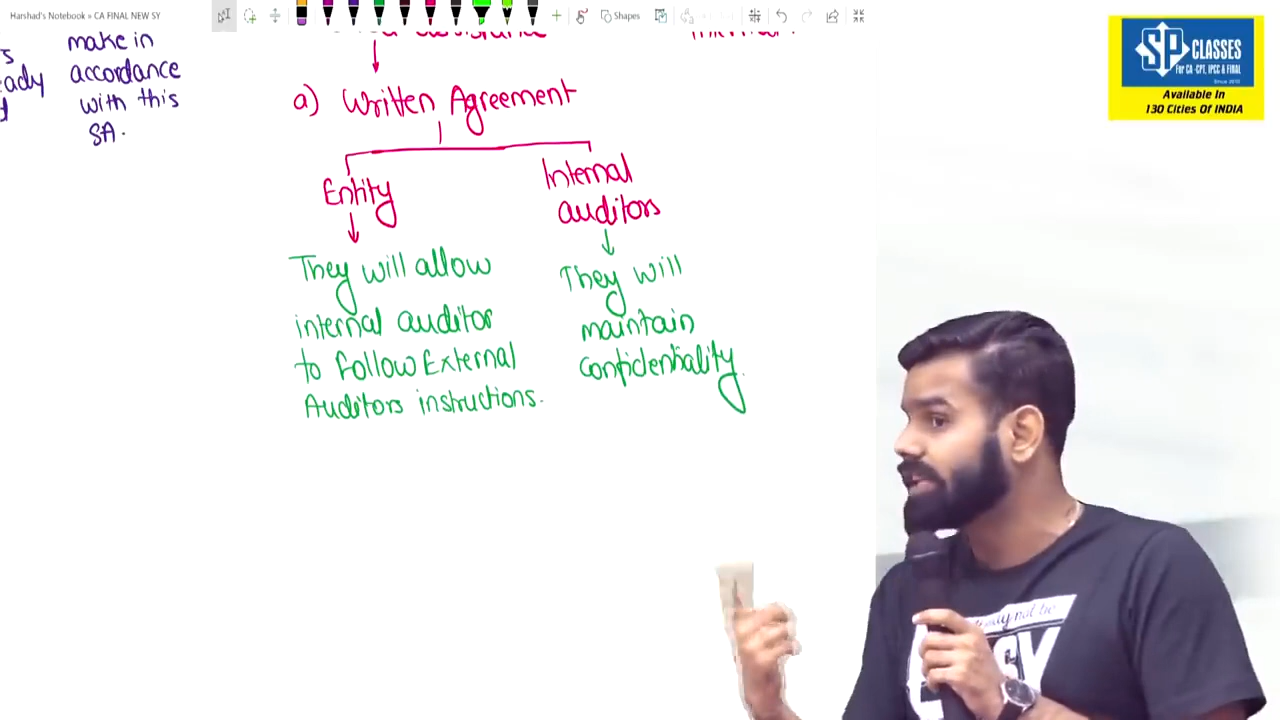 Harshad's Notebook » CA FINAL NEW SY
Shapes
make in
accordance
with this
SA.
a) Written Agreement
Entity
They will allow
internal auditor
to follow External
Auditors instructions.
Internal
auditors
They will
maintain
confidentiality.
SP
CLASSES
For CA -CPT, IPCC & FINAL
Since 2010
Available In
130 Cities Of INDIA